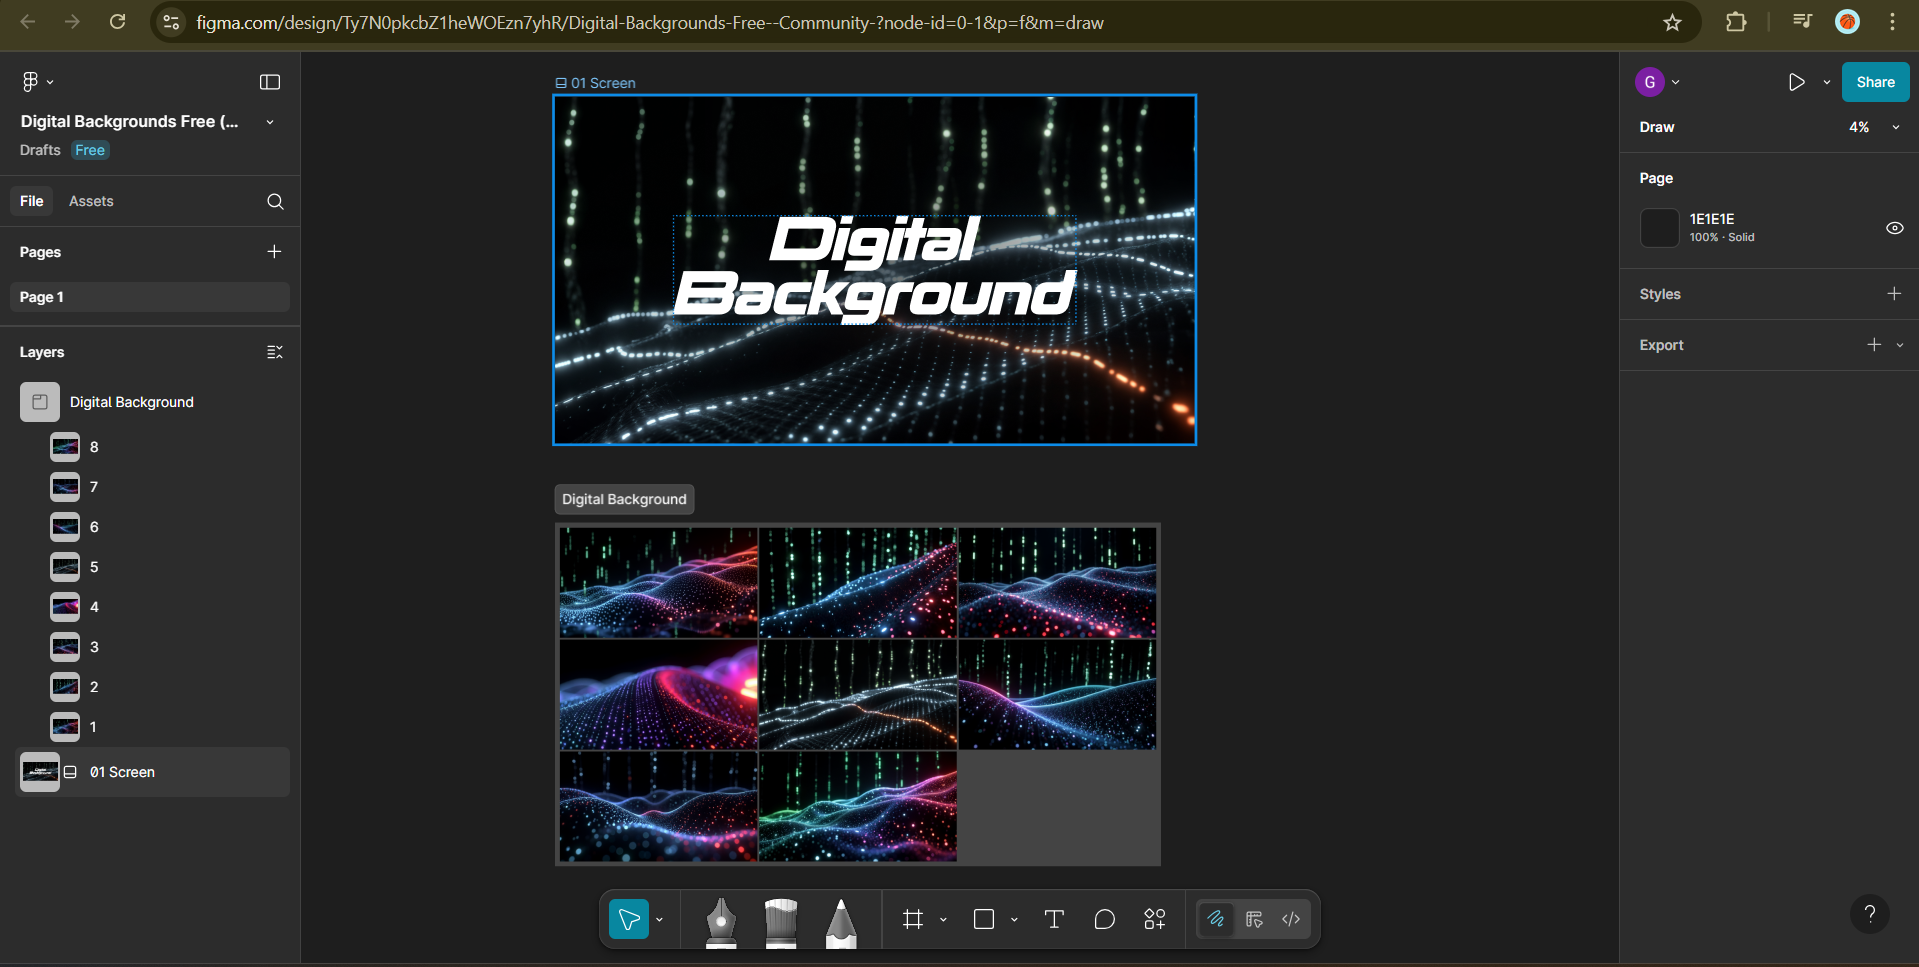 figma.com/design/Ty7N0pkcbZ1heWOEzn7yhR/Digital-Backgrounds-Free--Community-?node-id=0-1&p=f&m=draw
Digital Backgrounds Free (...
Drafts Free
File Assets
Pages
Page 1
Layers
Digital Background
8
7
6
5
4
3
2
1
01 Screen
01 Screen
Digital
Background
Digital Background
G
Share
Draw 4%
Page
1E1E1E
100% · Solid
Styles
Export
?